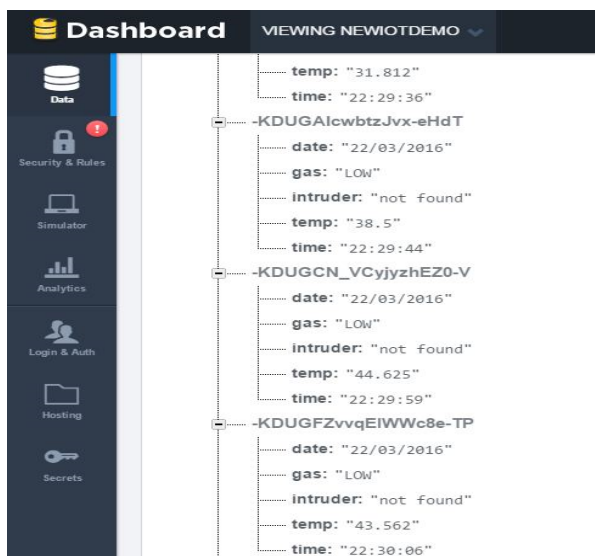 Dashboard
VIEWING NEWIOTDEMO
Data
Security & Rules
!
Simulator
Analytics
Login & Auth
Hosting
Secrets
temp: "31.812"
time: "22:29:36"
-KDUGAlcwbtzJvx-eHdT
date: "22/03/2016"
gas: "LOW"
intruder: "not found"
temp: "38.5"
time: "22:29:44"
-KDUGCN_VCyjyzhEZ0-V
date: "22/03/2016"
gas: "LOW"
intruder: "not found"
temp: "44.625"
time: "22:29:59"
-KDUGFZvvqElWWc8e-TP
date: "22/03/2016"
gas: "LOW"
intruder: "not found"
temp: "43.562"
time: "22:30:06"